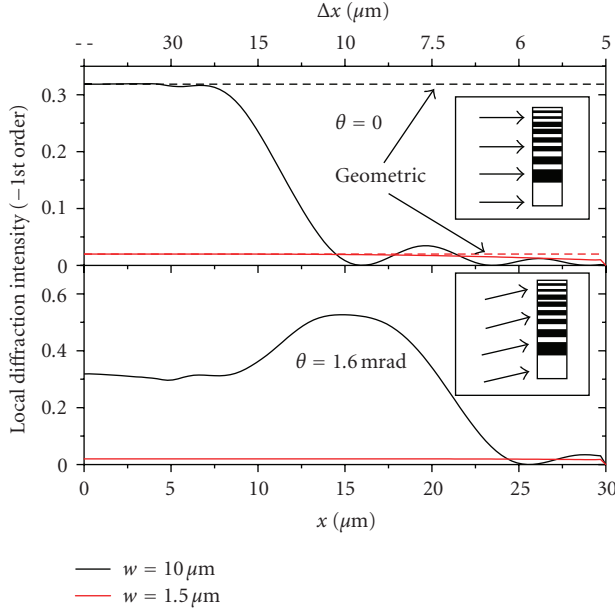 Δx (μm)
- - 30 15 10 7.5 6 5
0.3
0.2
0.1
0
θ = 0
Geometric
Local diffraction intensity (−1st order)
0.6
0.4
0.2
0
θ = 1.6 mrad
0 5 10 15 20 25 30
x (μm)
w = 10 μm
w = 1.5 μm